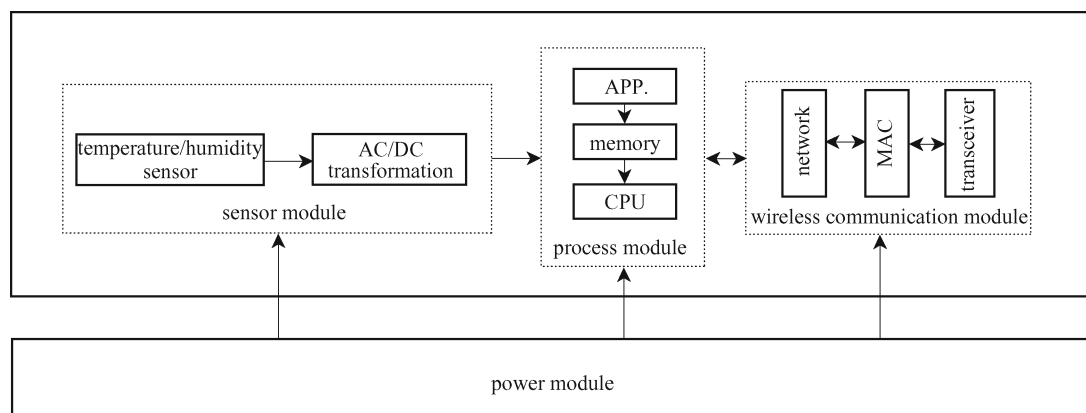 temperature/humidity
sensor
AC/DC
transformation
sensor module
APP.
memory
CPU
process module
network
MAC
transceiver
wireless communication module
power module